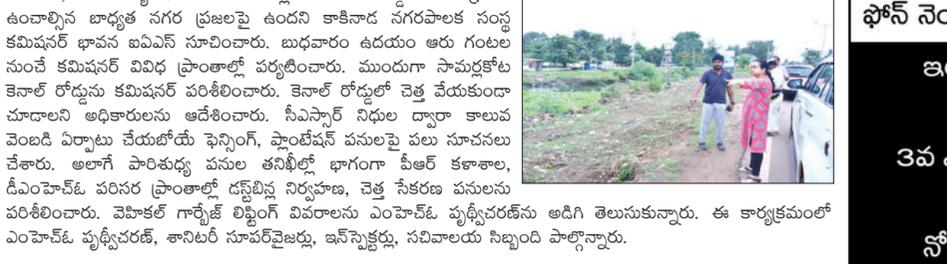 ఉంచాల్సిన బాధ్యత నగర ప్రజలపై ఉందని కాకినాడ నగరపాలక సంస్థ
కమిషనర్ భావన ఐఏఎస్ సూచించారు. బుధవారం ఉదయం ఆరు గంటల
నుంచే కమిషనర్ వివిధ ప్రాంతాల్లో పర్యటించారు. ముందుగా సామర్లకోట
కెనాల్ రోడ్డును కమిషనర్ పరిశీలించారు. కెనాల్ రోడ్డులో చెత్త వేయకుండా
చూడాలని అధికారులను ఆదేశించారు. సీఎస్సార్ నిధుల ద్వారా కాలువ
వెంబడి ఏర్పాటు చేయబోయే ఫెన్సింగ్, ప్లాంటేషన్ పనులపై పలు సూచనలు
చేశారు. అలాగే పారిశుధ్య పనుల తనిఖీల్లో భాగంగా పీఆర్ కళాశాల,
డీఎంహెచ్ఓ పరిసర ప్రాంతాల్లో డస్ట్‌బిన్ల నిర్వహణ, చెత్త సేకరణ పనులను
పరిశీలించారు. వెహికల్ గార్బేజ్ లిఫ్టింగ్ వివరాలను ఎంహెచ్ఓ పృథ్వీచరణ్‌ను అడిగి తెలుసుకున్నారు. ఈ కార్యక్రమంలో
ఎంహెచ్ఓ పృథ్వీచరణ్, శానిటరీ సూపర్‌వైజర్లు, ఇన్‌స్పెక్టర్లు, సచివాలయ సిబ్బంది పాల్గొన్నారు.
ఫోన్
3వ